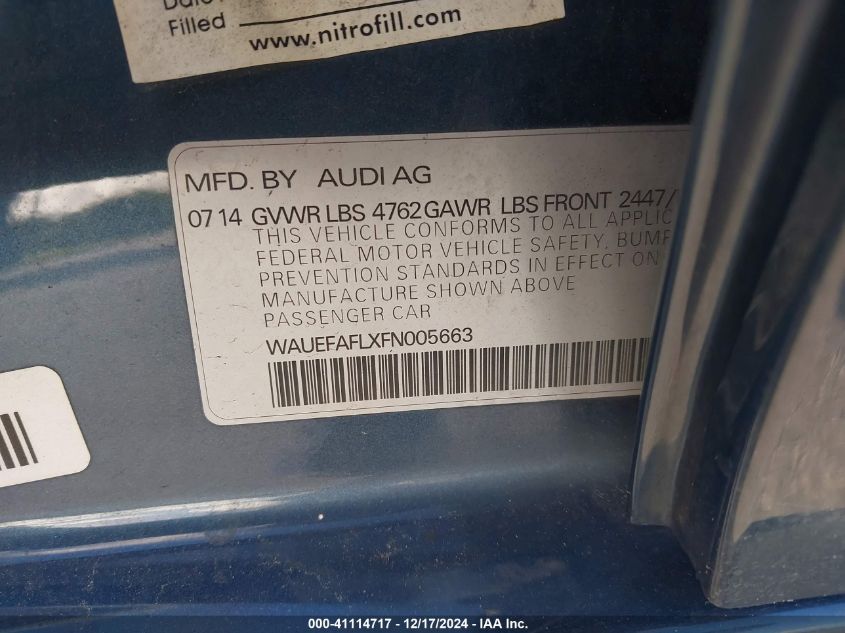 Filled
www.nitrofill.com
MFD. BY AUDI AG
07 14 GVWR LBS 4762 GAWR LBS FRONT 2447/
THIS VEHICLE CONFORMS TO ALL APPLIC
FEDERAL MOTOR VEHICLE SAFETY, BUMP
PREVENTION STANDARDS IN EFFECT ON
MANUFACTURE SHOWN ABOVE
PASSENGER CAR
WAUEFAFLXFN005663
000-41114717 - 12/17/2024 - IAA Inc.